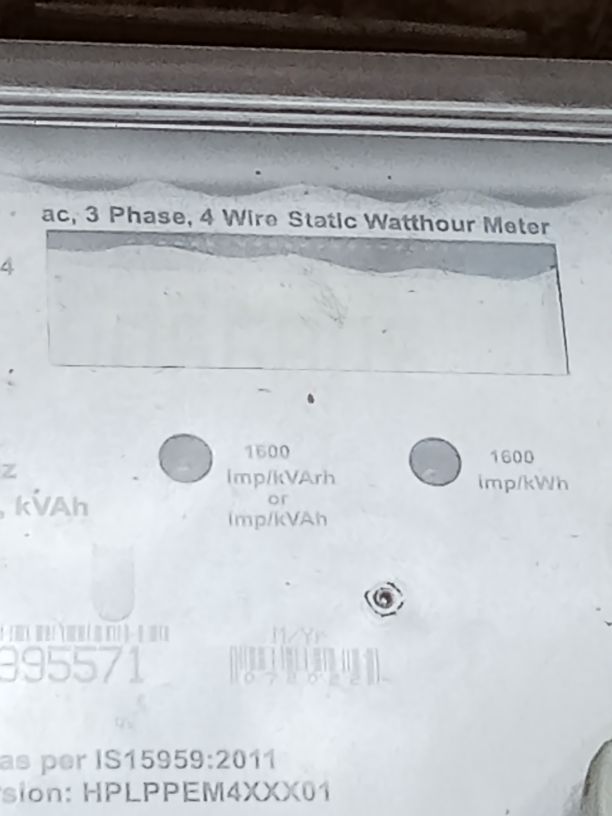 ac, 3 Phase, 4 Wire Static Watthour Meter
4
1600
imp/kVArh
or
imp/kVAh
1600
imp/kWh
z
, kVAh
M/Yr
395571
as per IS15959:2011
sion: HPLPPEM4XXX01